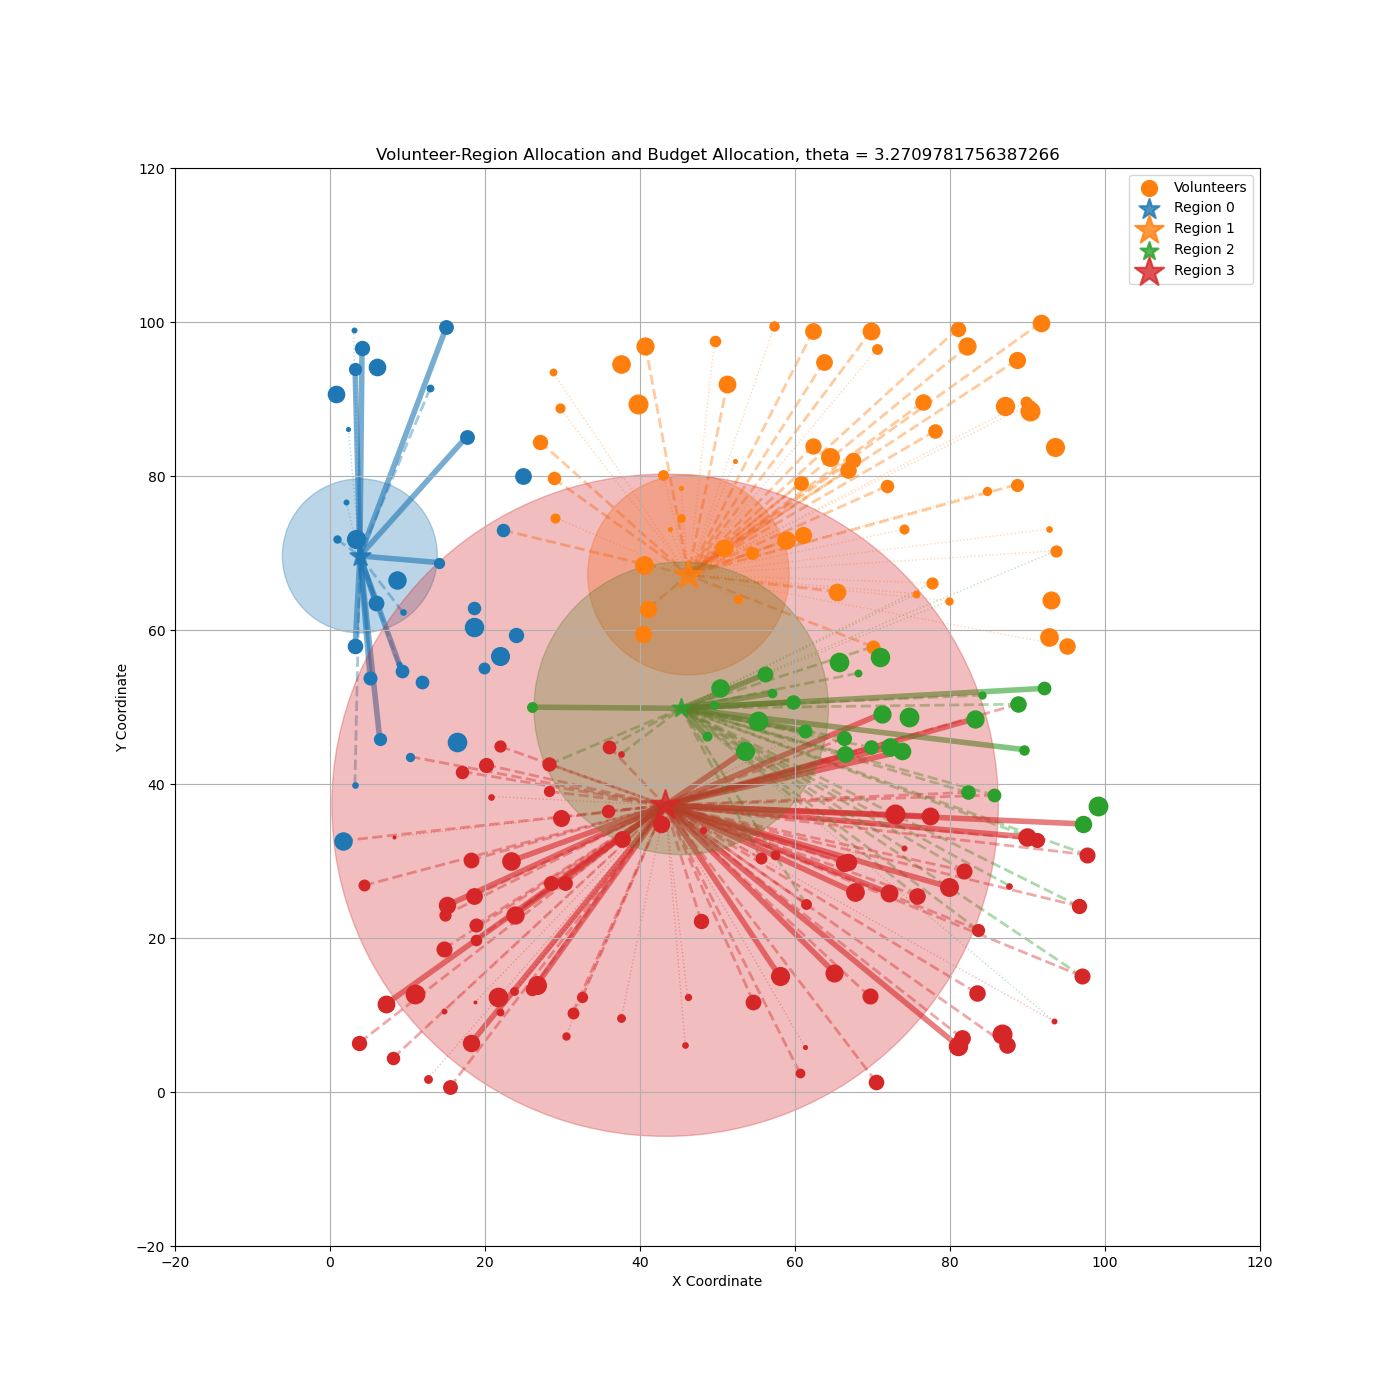 Volunteer-Region Allocation and Budget Allocation, theta = 3.2709781756387266
120
100
80
60
40
20
0
−20
Y Coordinate
Volunteers
Region 0
Region 1
Region 2
Region 3
−20 0 20 40 60 80 100 120
X Coordinate